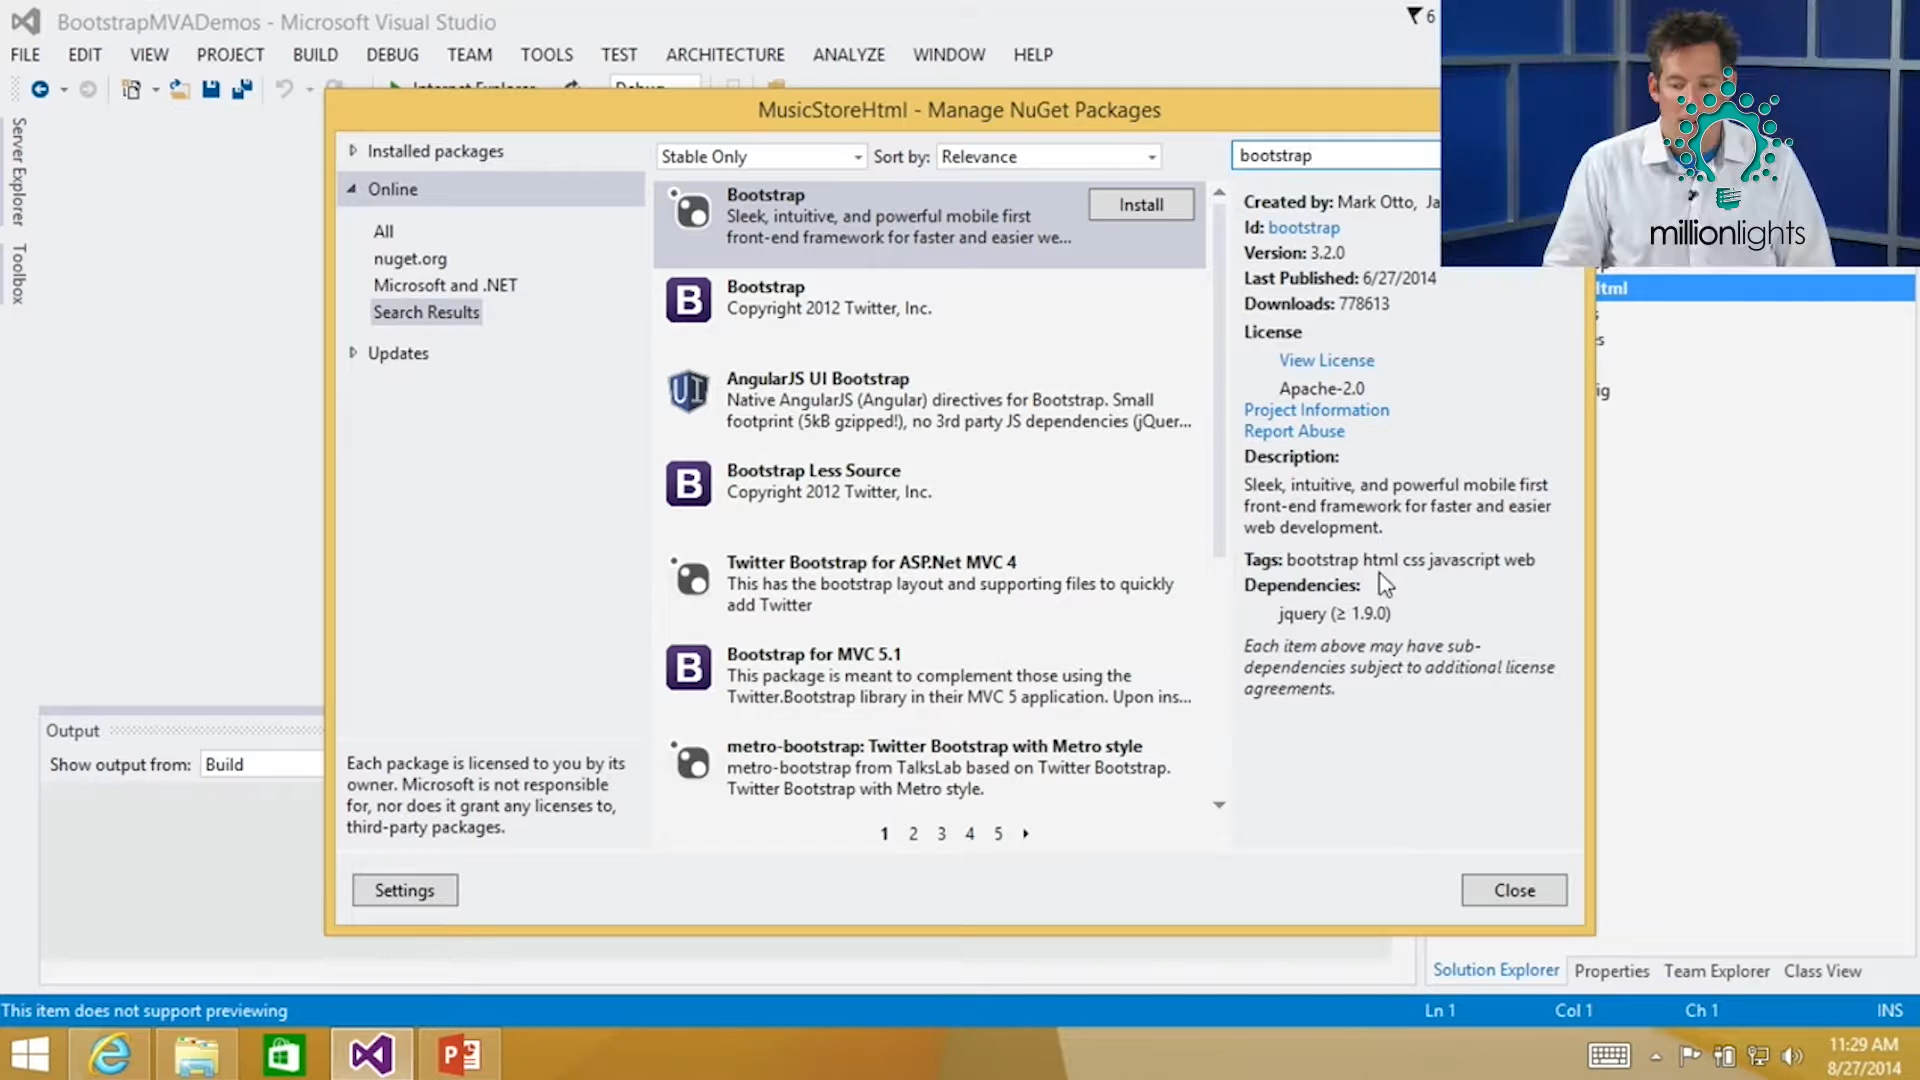 BootstrapMVADemos - Microsoft Visual Studio
6
FILE EDIT VIEW PROJECT BUILD DEBUG TEAM TOOLS TEST ARCHITECTURE ANALYZE WINDOW HELP
MusicStoreHtml - Manage NuGet Packages
Server Explorer
Toolbox
Installed packages
Online
All
nuget.org
Microsoft and .NET
Search Results
Updates
Each package is licensed to you by its
owner. Microsoft is not responsible
for, nor does it grant any licenses to,
third-party packages.
Settings
Stable Only
Sort by: Relevance
Bootstrap
Sleek, intuitive, and powerful mobile first
front-end framework for faster and easier we...
Install
Bootstrap
Copyright 2012 Twitter, Inc.
AngularJS UI Bootstrap
Native AngularJS (Angular) directives for Bootstrap. Small
footprint (5kB gzipped!), no 3rd party JS dependencies (jQuer...
Bootstrap Less Source
Copyright 2012 Twitter, Inc.
Twitter Bootstrap for ASP.Net MVC 4
This has the bootstrap layout and supporting files to quickly
add Twitter
Bootstrap for MVC 5.1
This package is meant to complement those using the
Twitter.Bootstrap library in their MVC 5 application. Upon ins...
metro-bootstrap: Twitter Bootstrap with Metro style
metro-bootstrap from TalksLab based on Twitter Bootstrap.
Twitter Bootstrap with Metro style.
1 2 3 4 5
bootstrap
Created by: Mark Otto, Ja
Id: bootstrap
Version: 3.2.0
Last Published: 6/27/2014
Downloads: 778613
License
View License
Apache-2.0
Project Information
Report Abuse
Description:
Sleek, intuitive, and powerful mobile first
front-end framework for faster and easier
web development.
Tags: bootstrap html css javascript web
Dependencies:
jquery (≥ 1.9.0)
Each item above may have sub-
dependencies subject to additional license
agreements.
Close
millionlights
Output
Show output from: Build
Solution Explorer Properties Team Explorer Class View
This item does not support previewing
Ln 1 Col 1 Ch 1 INS
11:29 AM
8/27/2014